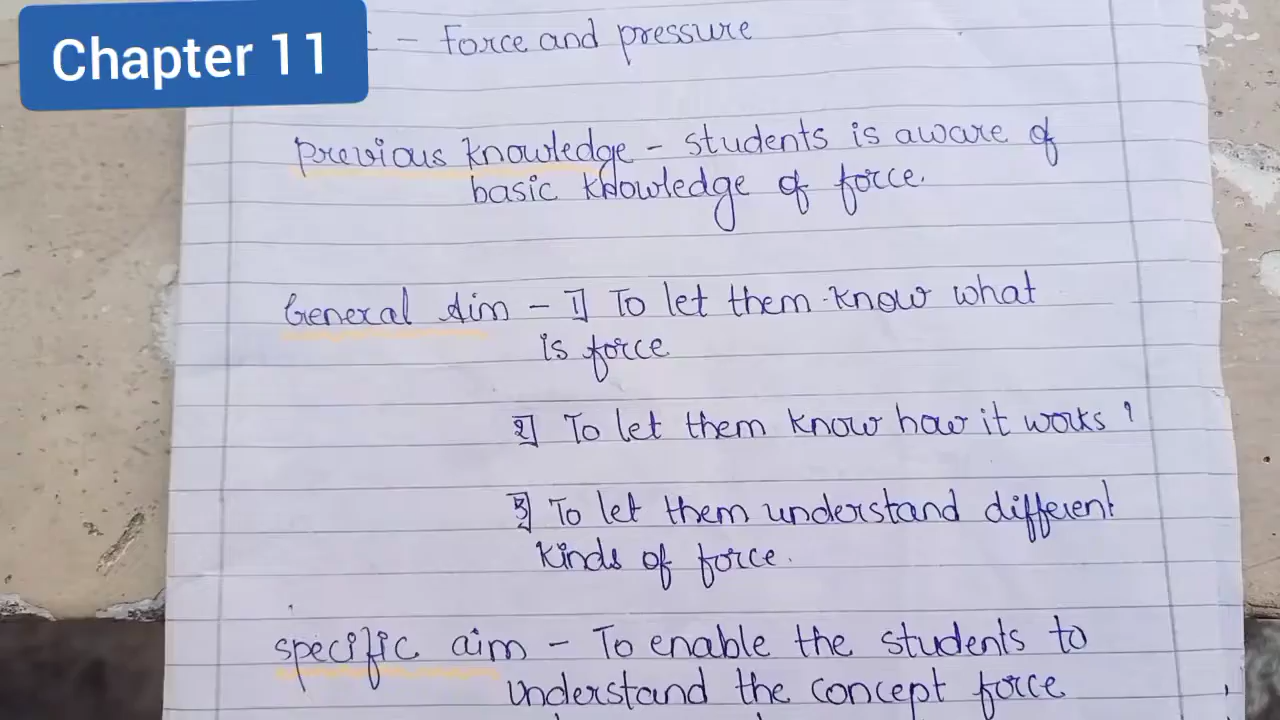 Chapter 11
- Force and pressure
previous knowledge - students is aware of
basic knowledge of force.
General Aim - 1] To let them know what
is force
2] To let them know how it works ?
3] To let them understand different
kinds of force.
specific aim - To enable the students to
understand the concept force